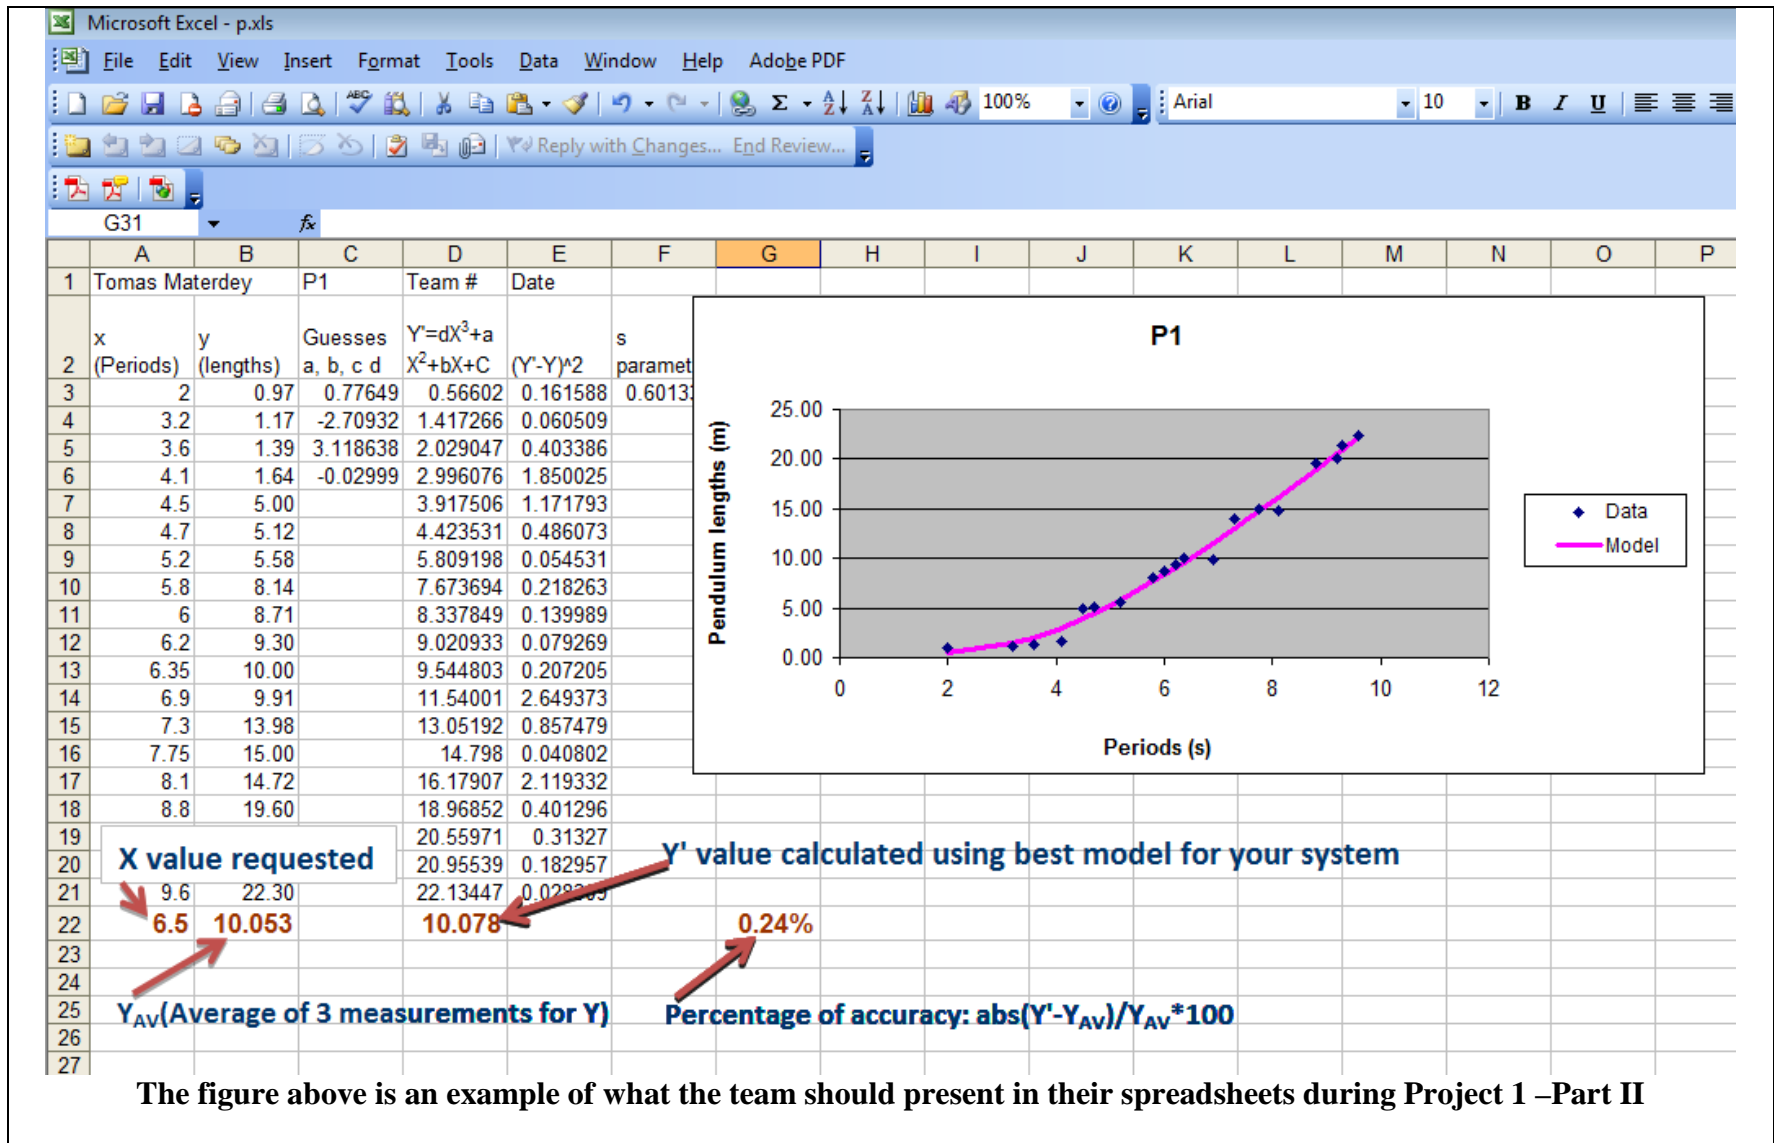 Microsoft Excel - p.xls
File Edit View Insert Format Tools Data Window Help Adobe PDF
100% Arial 10 B I U
Reply with Changes... End Review...
G31 fx
A B C D E F G H I J K L M N O P
1 Tomas Materdey P1 Team # Date
2 x (Periods) y (lengths) Guesses a, b, c d Y'=dX³+a X²+bX+C (Y'-Y)^2 s paramet
3 2 0.97 0.77649 0.56602 0.161588 0.6013
4 3.2 1.17 -2.70932 1.417266 0.060509
5 3.6 1.39 3.118638 2.029047 0.403386
6 4.1 1.64 -0.02999 2.996076 1.850025
7 4.5 5.00 3.917506 1.171793
8 4.7 5.12 4.423531 0.486073
9 5.2 5.58 5.809198 0.054531
10 5.8 8.14 7.673694 0.218263
11 6 8.71 8.337849 0.139989
12 6.2 9.30 9.020933 0.079269
13 6.35 10.00 9.544803 0.207205
14 6.9 9.91 11.54001 2.649373
15 7.3 13.98 13.05192 0.857479
16 7.75 15.00 14.798 0.040802
17 8.1 14.72 16.17907 2.119332
18 8.8 19.60 18.96852 0.401296
19 20.55971 0.31327
20 20.95539 0.182957
21 9.6 22.30 22.13447
22 6.5 10.053 10.078 0.24%
23
24
25
26
27
P1
Pendulum lengths (m)
25.00
20.00
15.00
10.00
5.00
0.00
0 2 4 6 8 10 12
Periods (s)
Data
Model
X value requested
Y' value calculated using best model for your system
Y_AV(Average of 3 measurements for Y)
Percentage of accuracy: abs(Y'-Y_AV)/Y_AV*100
The figure above is an example of what the team should present in their spreadsheets during Project 1 –Part II